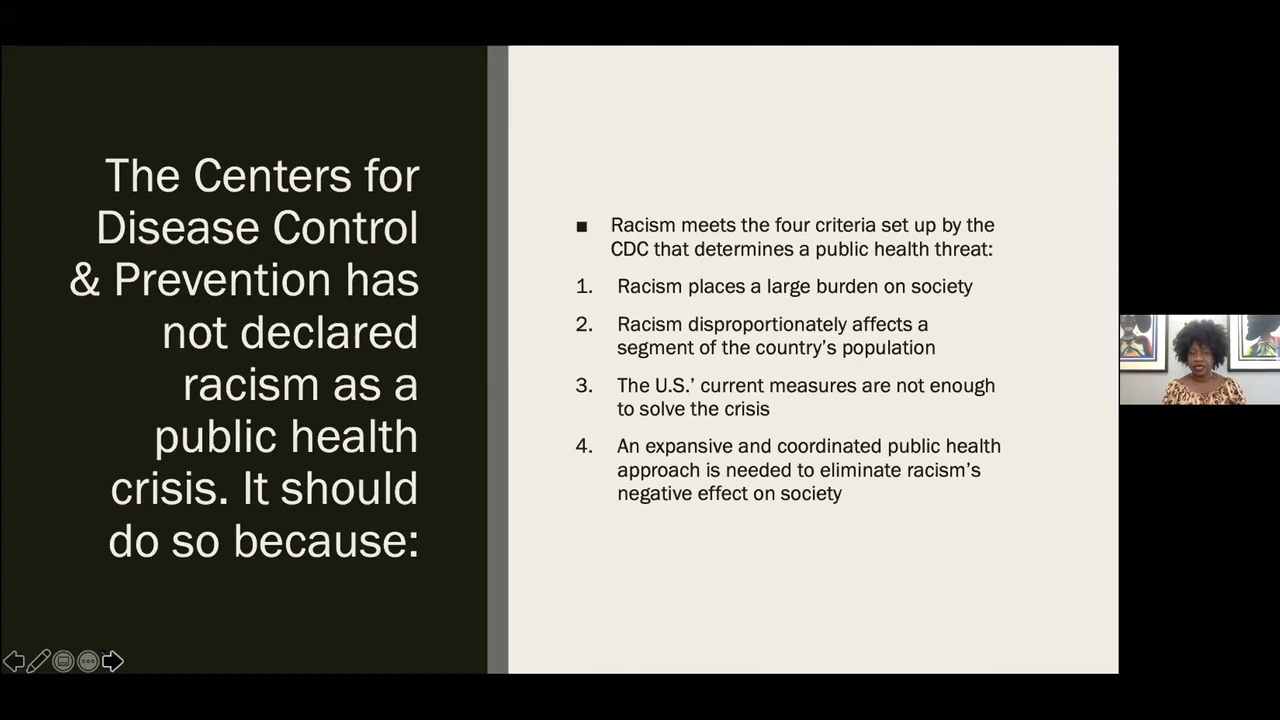 The Centers for
Disease Control
& Prevention has
not declared
racism as a
public health
crisis. It should
do so because:
■ Racism meets the four criteria set up by the
CDC that determines a public health threat:
1. Racism places a large burden on society
2. Racism disproportionately affects a
segment of the country’s population
3. The U.S.’ current measures are not enough
to solve the crisis
4. An expansive and coordinated public health
approach is needed to eliminate racism’s
negative effect on society